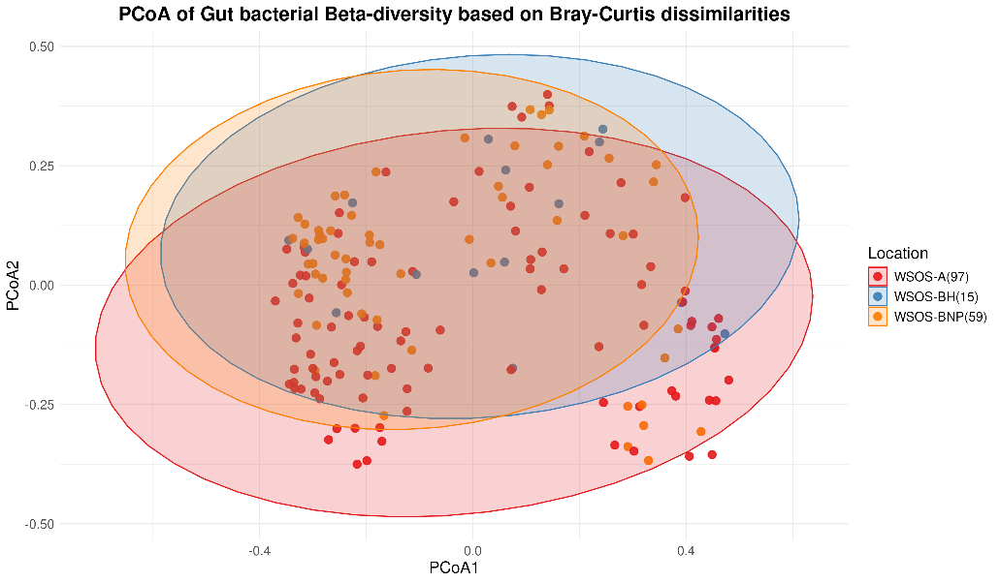 PCoA of Gut bacterial Beta-diversity based on Bray-Curtis dissimilarities
0.50
0.25
0.00
-0.25
-0.50
PCoA2
-0.4
0.0
0.4
PCoA1
Location
WSOS-A(97)
WSOS-BH(15)
WSOS-BNP(59)